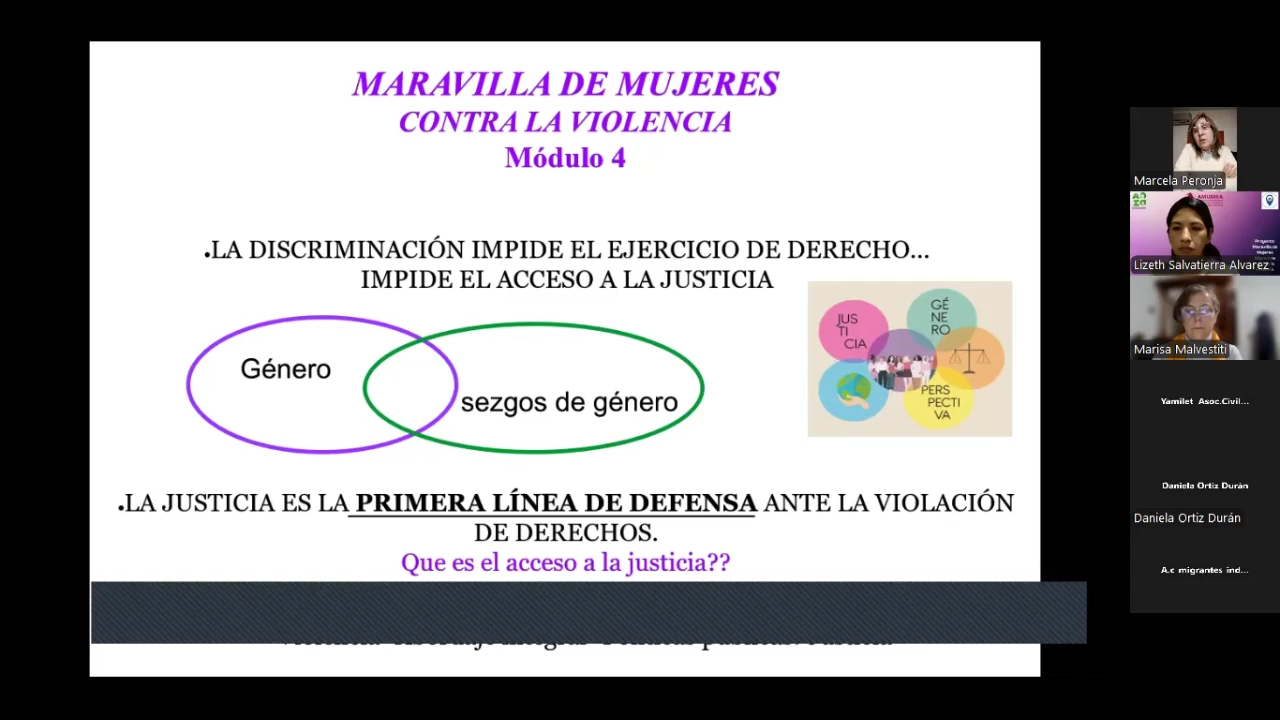 MARAVILLA DE MUJERES
CONTRA LA VIOLENCIA
Módulo 4
.LA DISCRIMINACIÓN IMPIDE EL EJERCICIO DE DERECHO...
IMPIDE EL ACCESO A LA JUSTICIA
Género
sezgos de género
JUS
TI
CIA
GÉ
NE
RO
PERS
PECTI
VA
.LA JUSTICIA ES LA PRIMERA LÍNEA DE DEFENSA ANTE LA VIOLACIÓN
DE DERECHOS.
Que es el acceso a la justicia??
Marcela Peronja
Lizeth Salvatierra Alvarez
Marisa Malvestiti
Yamilet Asoc.Civil...
Daniela Ortiz Durán
Daniela Ortiz Durán
A.c migrantes ind...